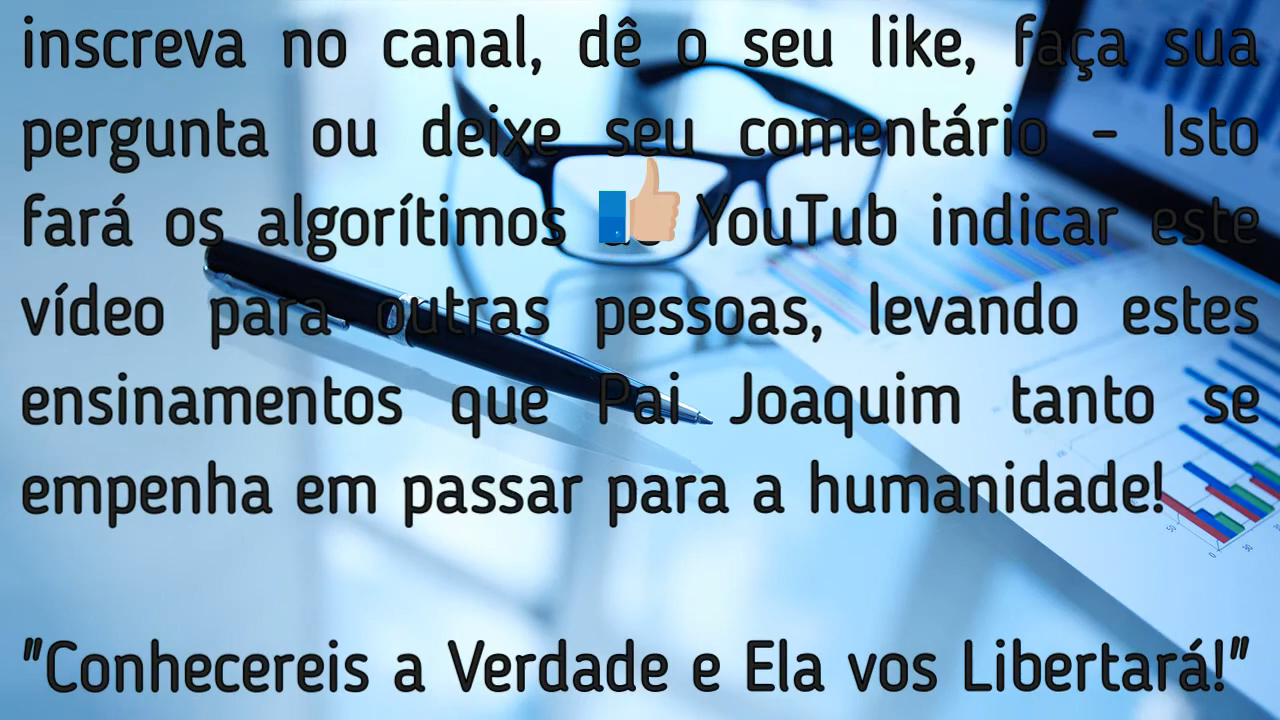 inscreva no canal, dê o seu like, faça sua
pergunta ou deixe seu comentário - Isto
fará os algorítimos YouTub indicar este
vídeo para outras pessoas, levando estes
ensinamentos que Pai Joaquim tanto se
empenha em passar para a humanidade!
"Conhecereis a Verdade e Ela vos Libertará!"